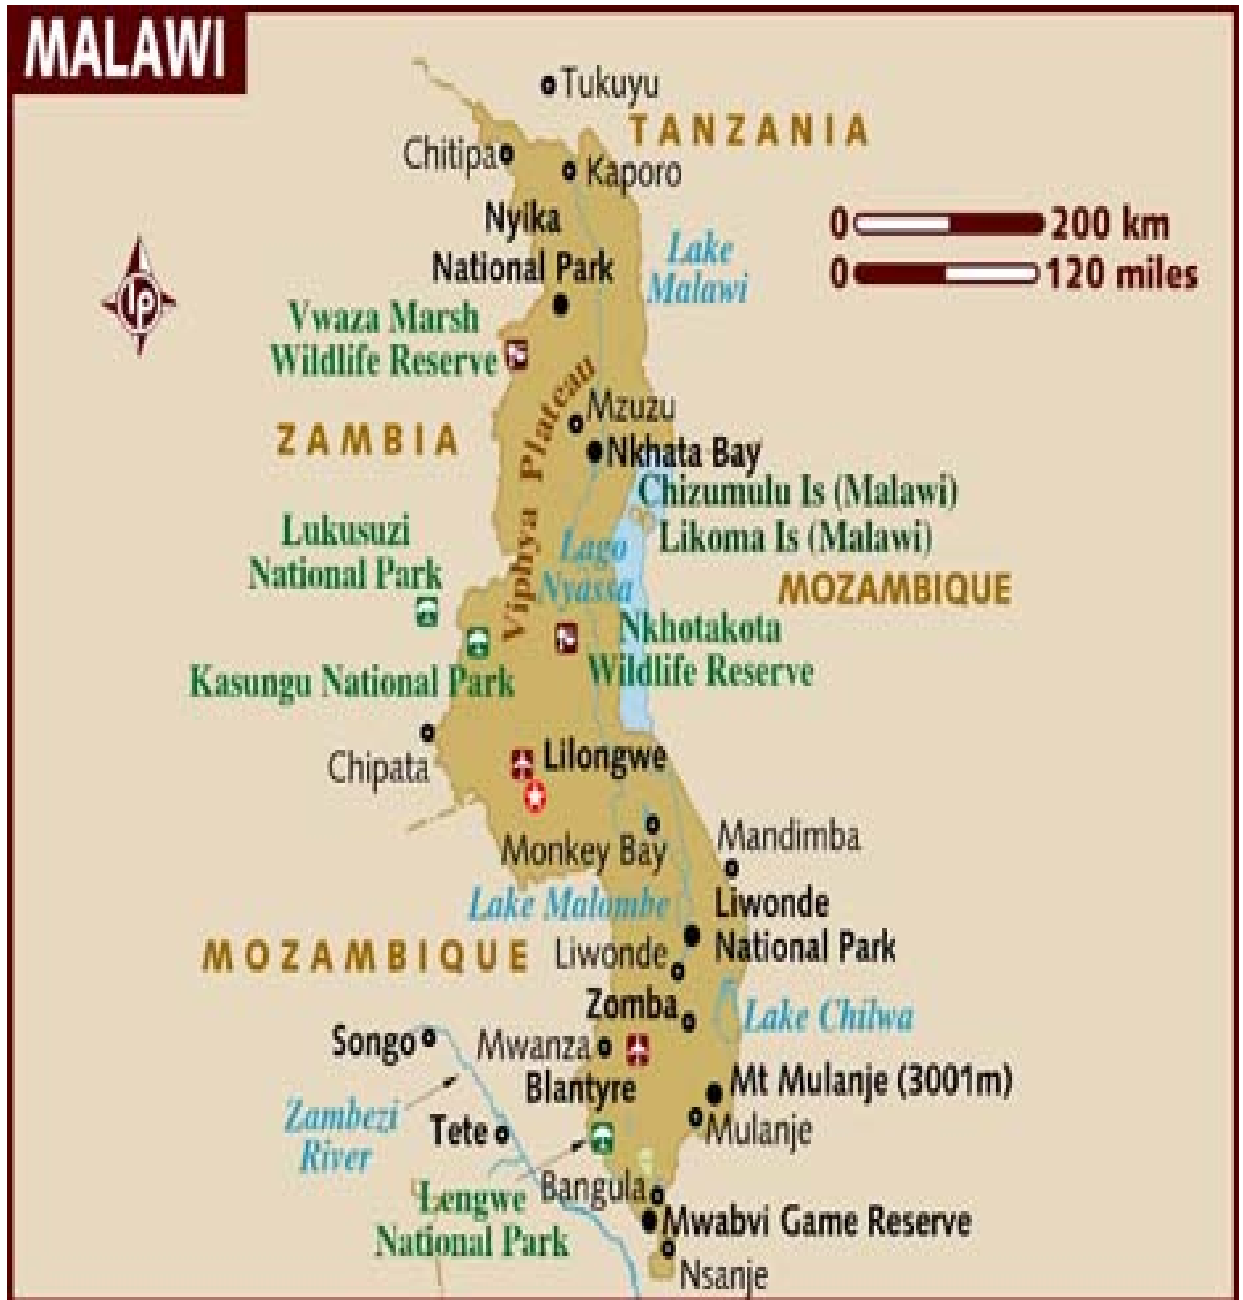 MALAWI
Tukuyu
TANZANIA
Chitipa
Kaporo
Nyika
National Park
0 200 km
0 120 miles
Lake
Malawi
LP
Vwaza Marsh
Wildlife Reserve
Viphya Plateau
Mzuzu
ZAMBIA
Nkhata Bay
Chizumulu Is (Malawi)
Likoma Is (Malawi)
Lukusuzi
National Park
Lago
Nyassa
MOZAMBIQUE
Nkhotakota
Wildlife Reserve
Kasungu National Park
Chipata
Lilongwe
Monkey Bay
Mandimba
Lake Malombe
Liwonde
National Park
MOZAMBIQUE
Liwonde
Zomba
Lake Chilwa
Songo
Mwanza
Blantyre
Mt Mulanje (3001m)
Mulanje
Zambezi
River
Tete
Lengwe
National Park
Bangula
Mwabvi Game Reserve
Nsanje